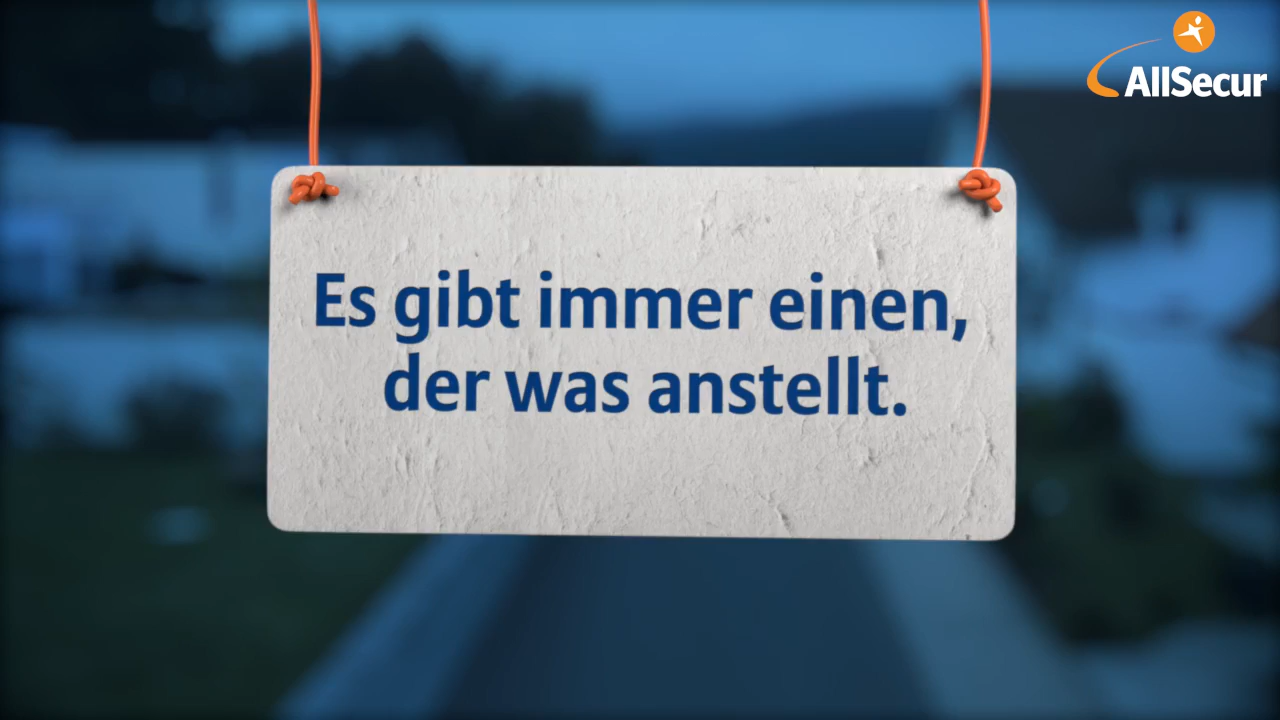 AllSecur
Es gibt immer einen,
der was anstellt.